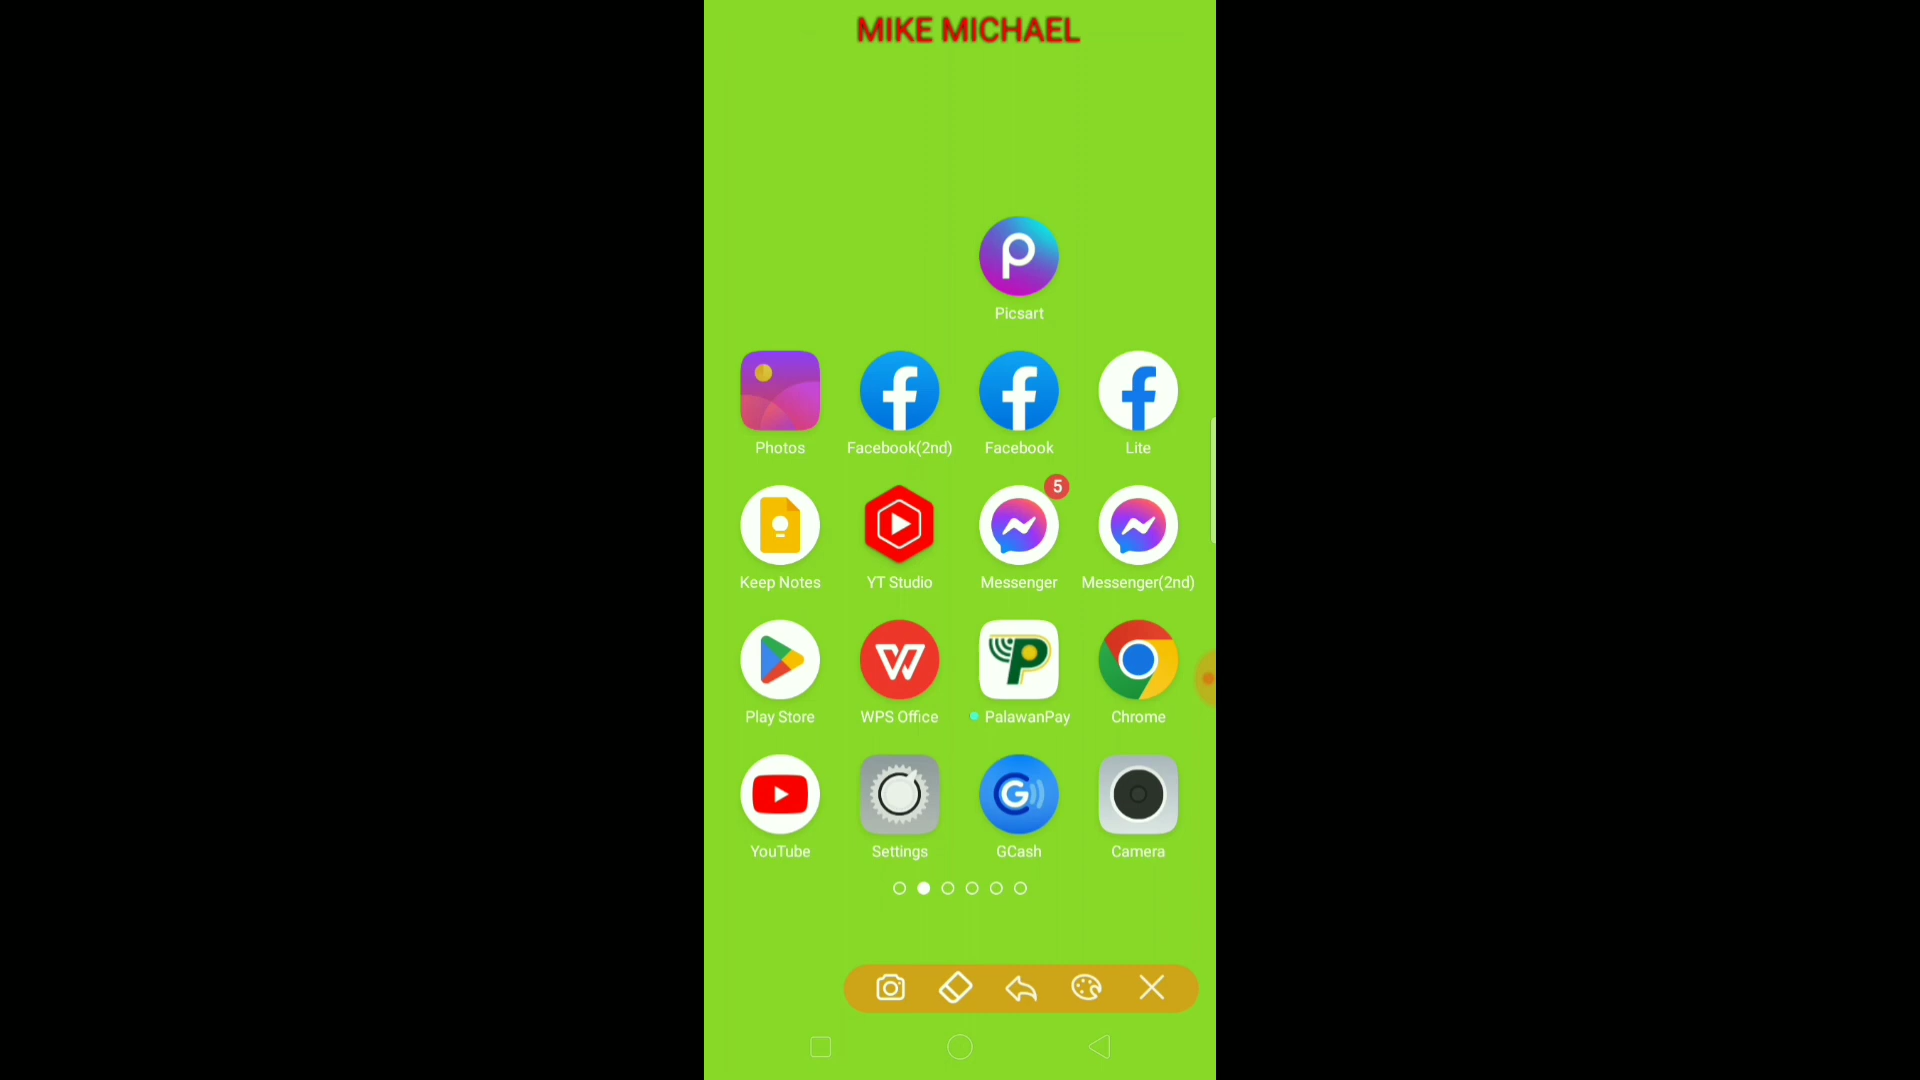 MIKE MICHAEL
Picsart
Photos
Facebook(2nd)
Facebook
Lite
5
Keep Notes
YT Studio
Messenger
Messenger(2nd)
Play Store
WPS Office
PalawanPay
Chrome
YouTube
Settings
GCash
Camera